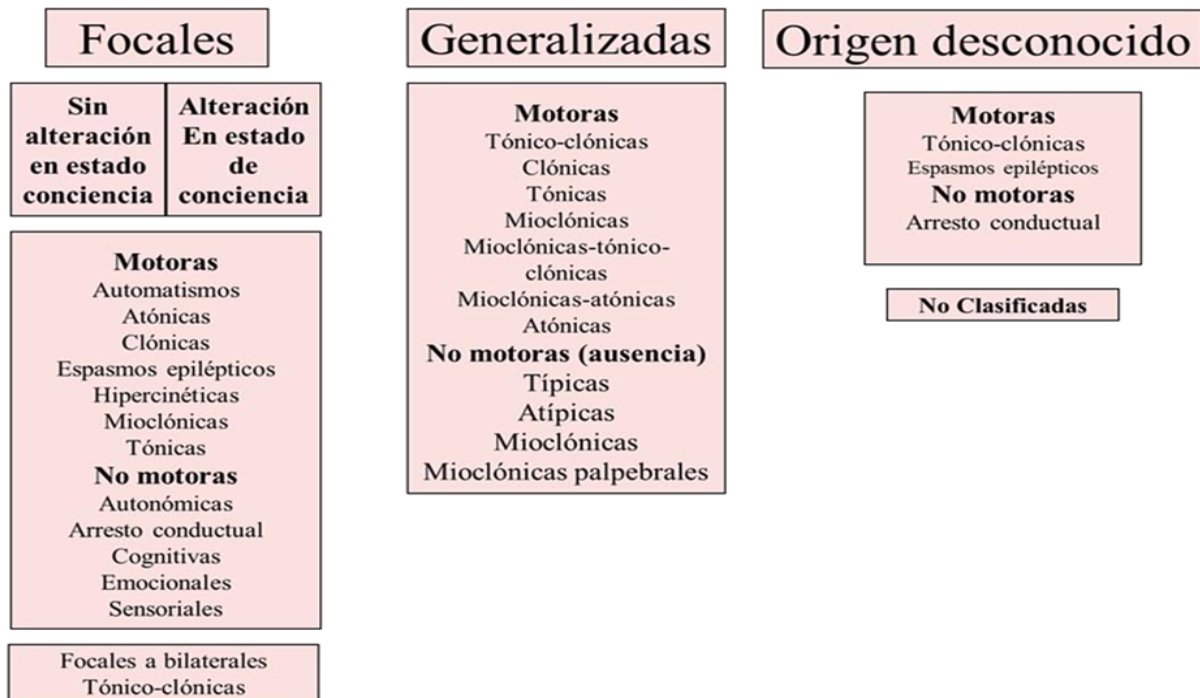 Focales
Sin
alteración
en estado
conciencia
Alteración
En estado
de
conciencia
Motoras
Automatismos
Atónicas
Clónicas
Espasmos epilépticos
Hipercinéticas
Mioclónicas
Tónicas
No motoras
Autonómicas
Arresto conductual
Cognitivas
Emocionales
Sensoriales
Focales a bilaterales
Tónico-clónicas
Generalizadas
Motoras
Tónico-clónicas
Clónicas
Tónicas
Mioclónicas
Mioclónicas-tónico-
clónicas
Mioclónicas-atónicas
Atónicas
No motoras (ausencia)
Típicas
Atípicas
Mioclónicas
Mioclónicas palpebrales
Origen desconocido
Motoras
Tónico-clónicas
Espasmos epilépticos
No motoras
Arresto conductual
No Clasificadas